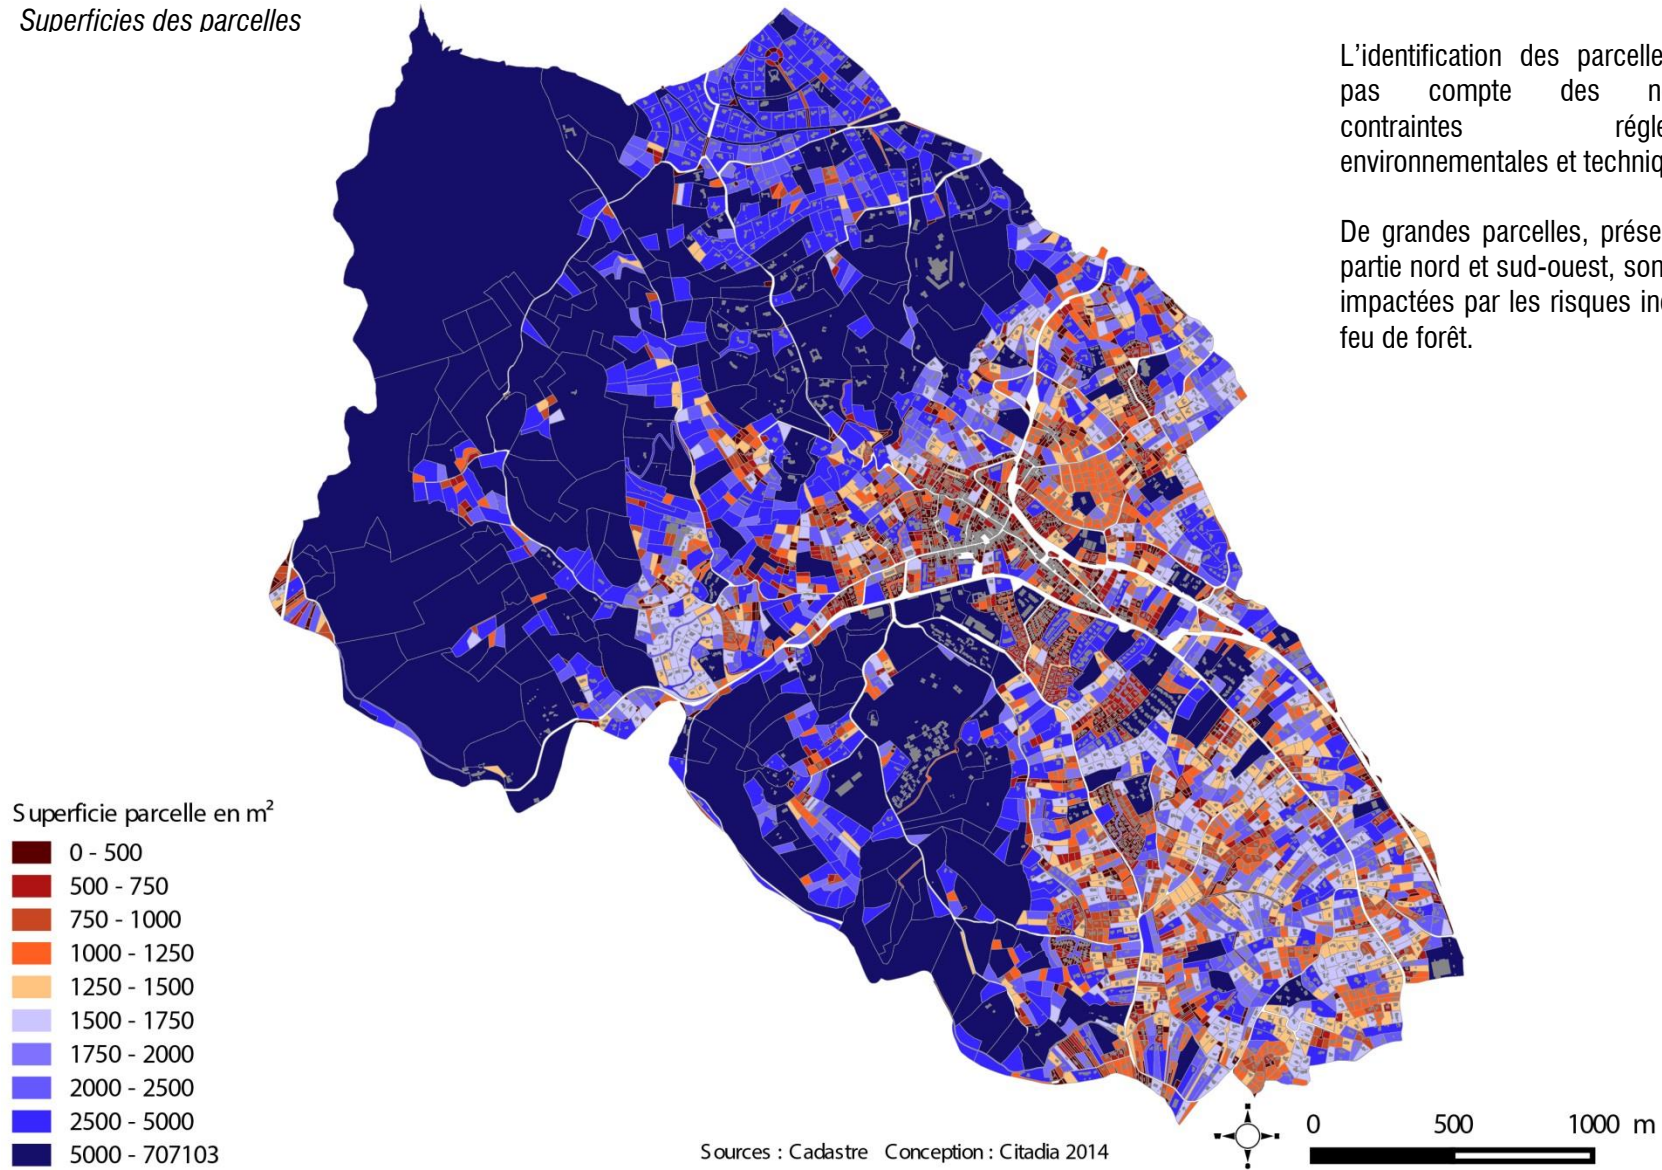 Superficies des parcelles
L'identification des parcelle
pas compte des n
contraintes régle
environnementales et techniq
De grandes parcelles, prése
partie nord et sud-ouest, son
impactées par les risques in
feu de forêt.
Superficie parcelle en m²
0 - 500
500 - 750
750 - 1000
1000 - 1250
1250 - 1500
1500 - 1750
1750 - 2000
2000 - 2500
2500 - 5000
5000 - 707103
Sources : Cadastre Conception : Citadia 2014
0 500 1000 m